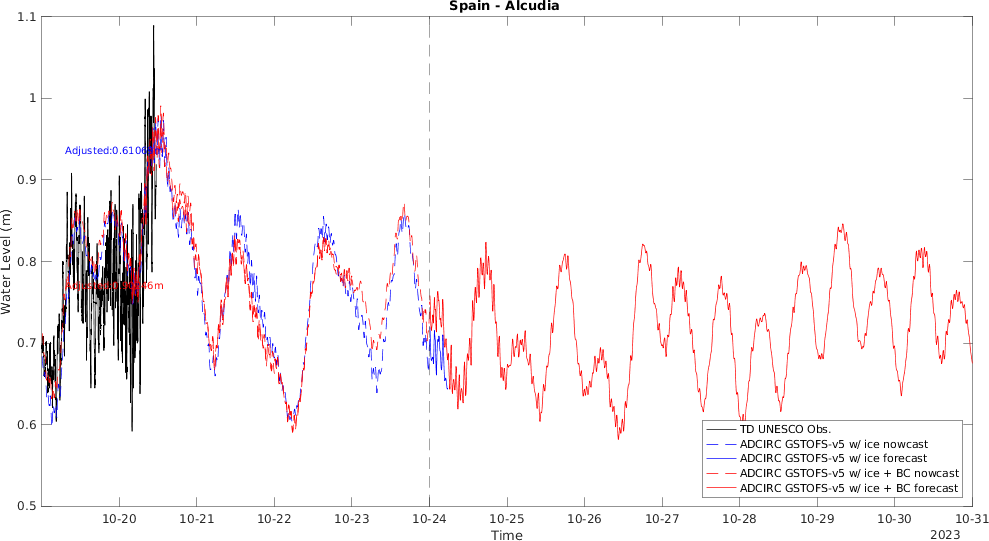 Spain - Alcudia
1.1
1
0.9
0.8
0.7
0.6
0.5
Water Level (m)
10-20
10-21
10-22
10-23
10-24
10-25
10-26
10-27
10-28
10-29
10-30
10-31
Time
2023
TD UNESCO Obs.
ADCIRC GSTOFS-v5 w/ ice nowcast
ADCIRC GSTOFS-v5 w/ ice forecast
ADCIRC GSTOFS-v5 w/ ice + BC nowcast
ADCIRC GSTOFS-v5 w/ ice + BC forecast